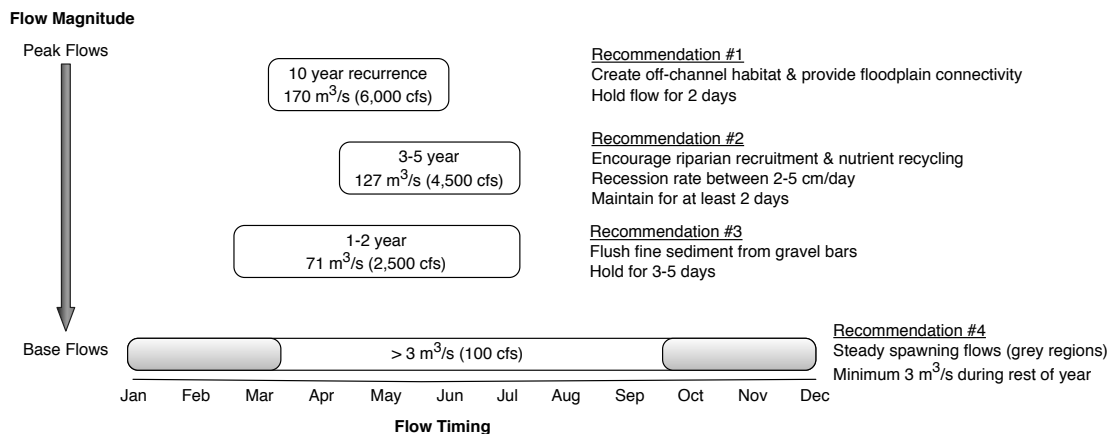 Flow Magnitude
Peak Flows
10 year recurrence
170 m³/s (6,000 cfs)
Recommendation #1
Create off-channel habitat & provide floodplain connectivity
Hold flow for 2 days
3-5 year
127 m³/s (4,500 cfs)
Recommendation #2
Encourage riparian recruitment & nutrient recycling
Recession rate between 2-5 cm/day
Maintain for at least 2 days
1-2 year
71 m³/s (2,500 cfs)
Recommendation #3
Flush fine sediment from gravel bars
Hold for 3-5 days
Base Flows
> 3 m³/s (100 cfs)
Recommendation #4
Steady spawning flows (grey regions)
Minimum 3 m³/s during rest of year
Jan Feb Mar Apr May Jun Jul Aug Sep Oct Nov Dec
Flow Timing